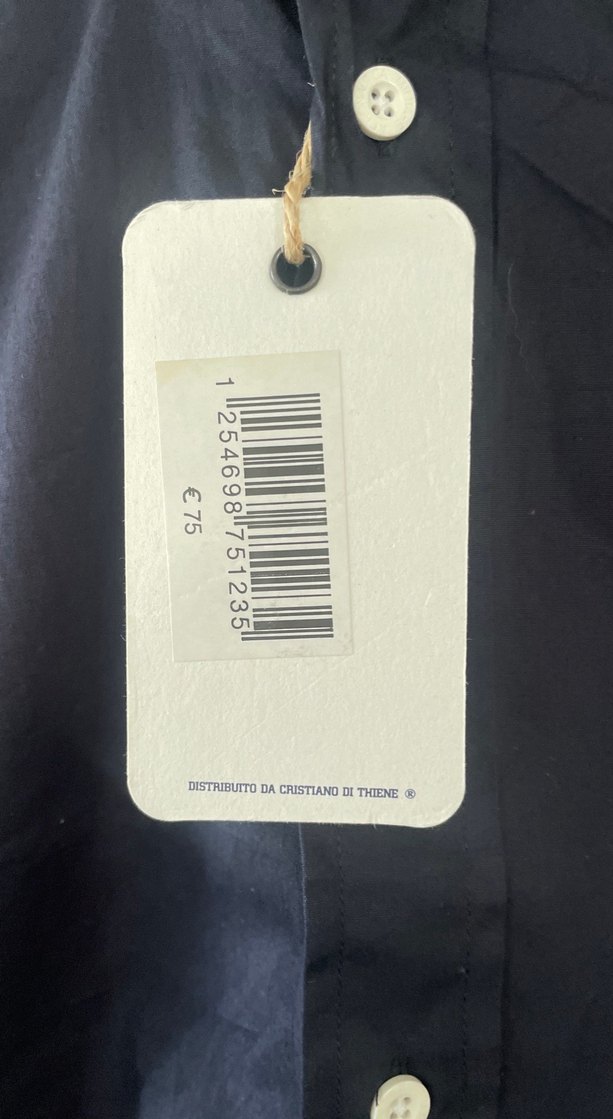 1 254698 751235
€ 75
DISTRIBUITO DA CRISTIANO DI THIENE ®